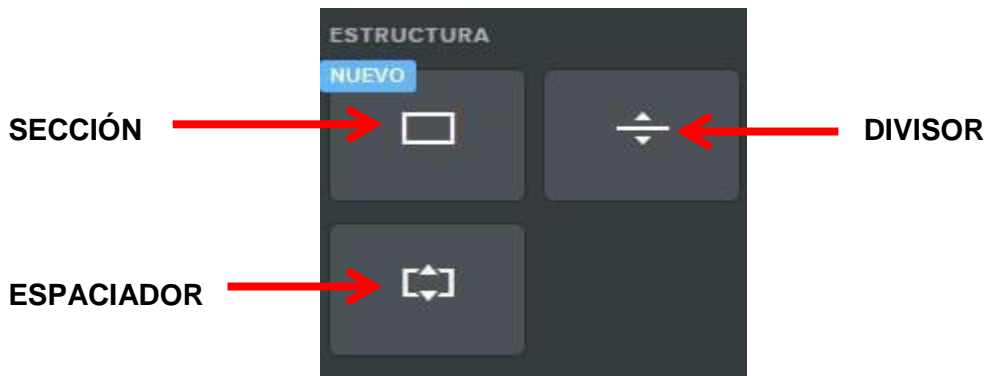 ESTRUCTURA
NUEVO
SECCIÓN
DIVISOR
ESPACIADOR